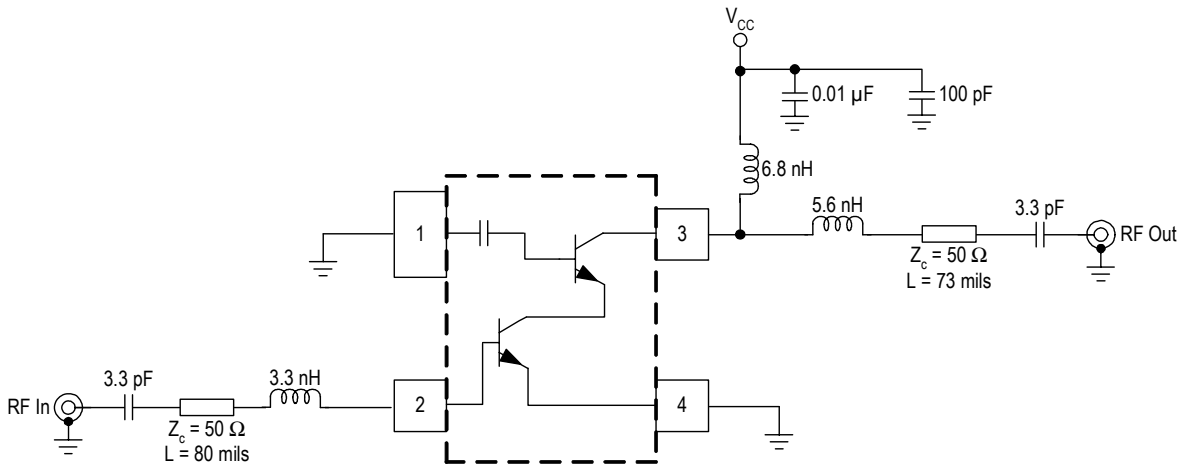 V_CC
0.01 µF
100 pF
6.8 nH
1
3
5.6 nH
3.3 pF
RF Out
Z_c = 50 Ω
L = 73 mils
3.3 pF
3.3 nH
RF In
2
4
Z_c = 50 Ω
L = 80 mils